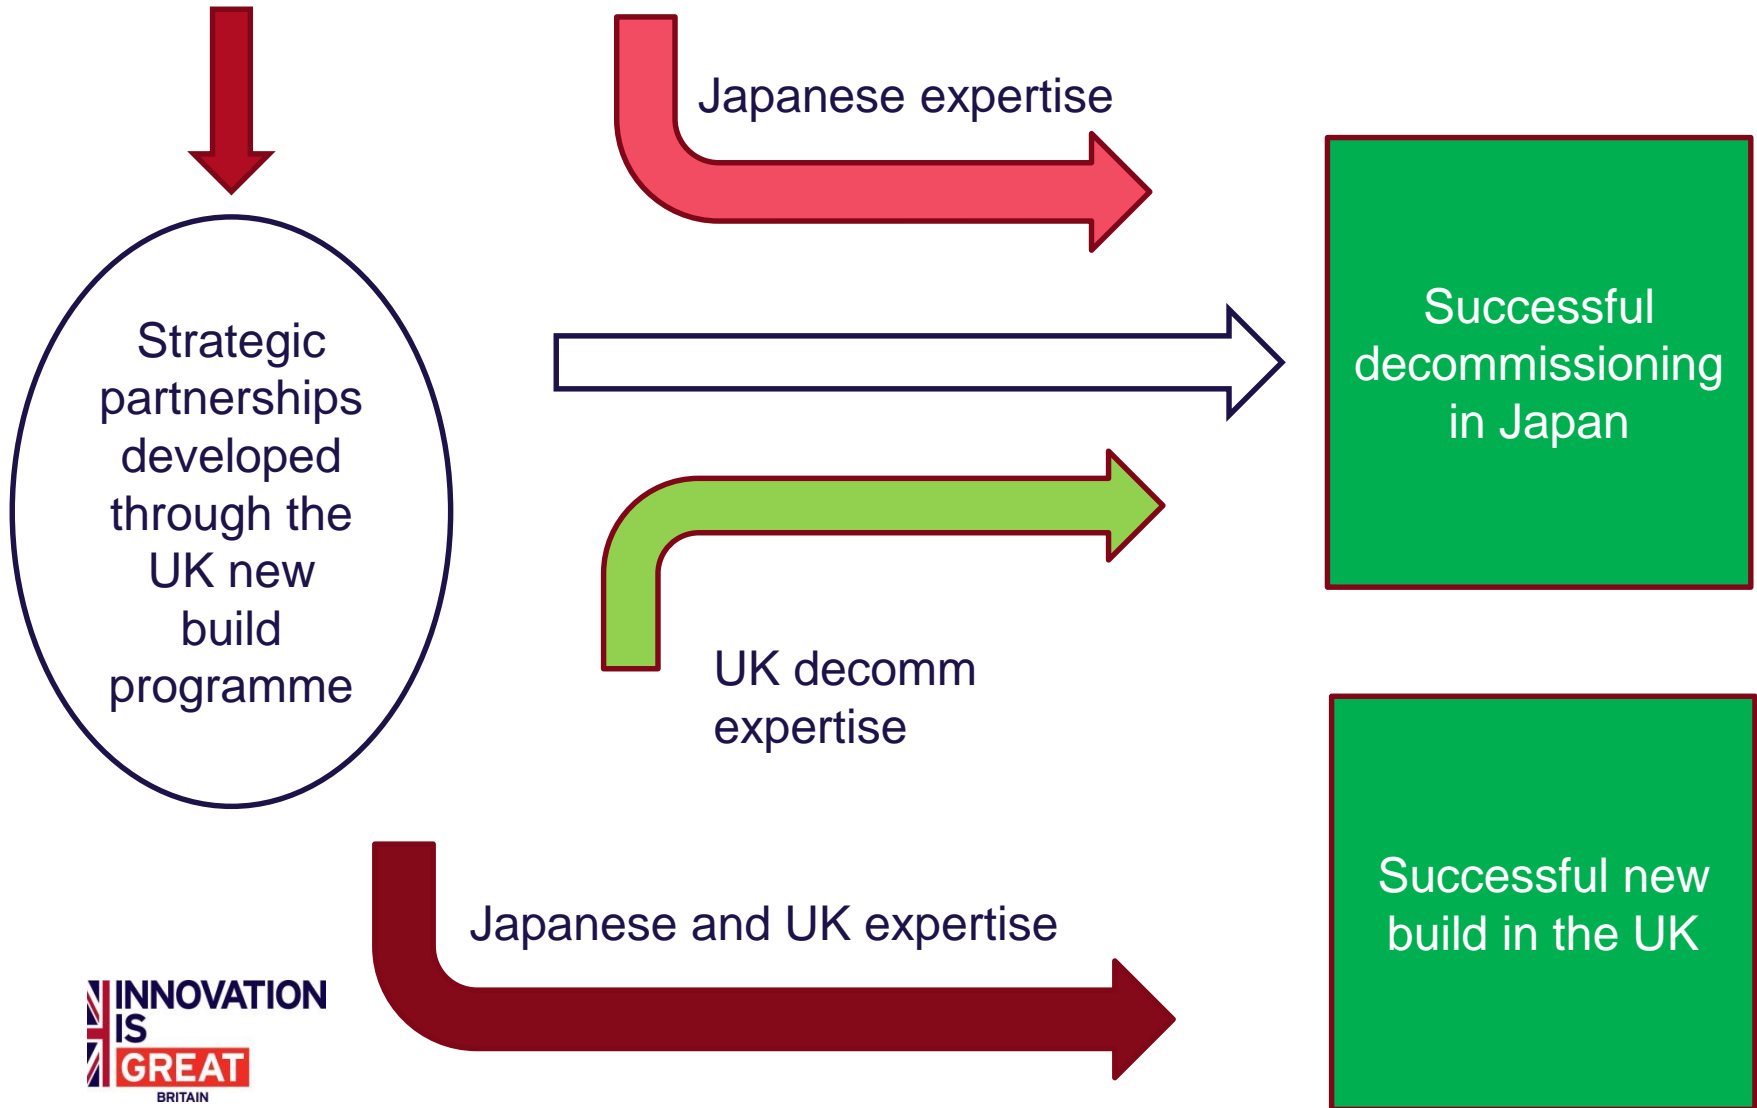 Japanese expertise
Strategic
partnerships
developed
through the
UK new
build
programme
Successful
decommissioning
in Japan
UK decomm
expertise
Japanese and UK expertise
Successful new
build in the UK
INNOVATION
IS
GREAT
BRITAIN